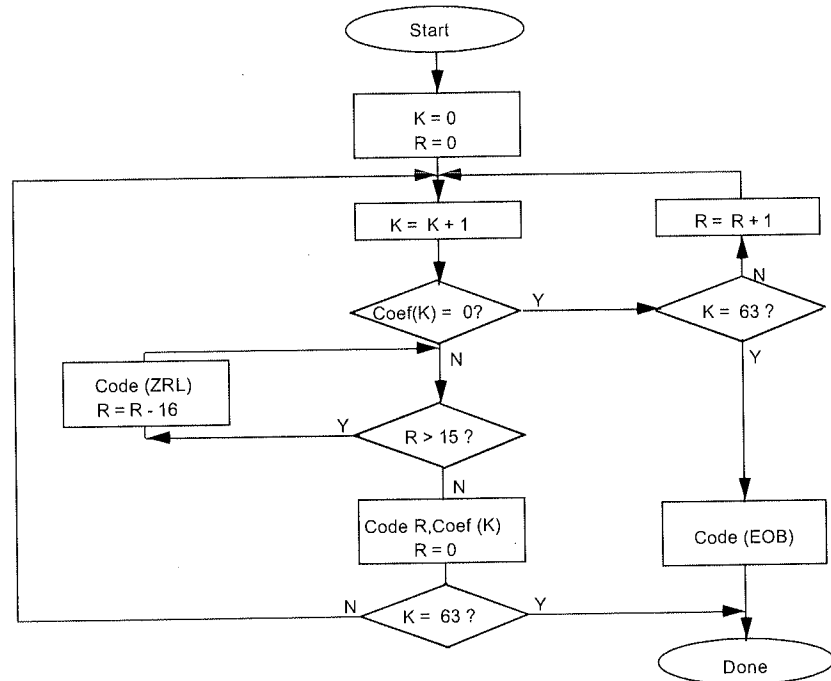 Start
K = 0
R = 0
K = K + 1
R = R + 1
Coef(K) = 0?
Y
K = 63 ?
N
Y
N
Code (ZRL)
R = R - 16
Y
R > 15 ?
N
Code R,Coef (K)
R = 0
Code (EOB)
N
K = 63 ?
Y
Done